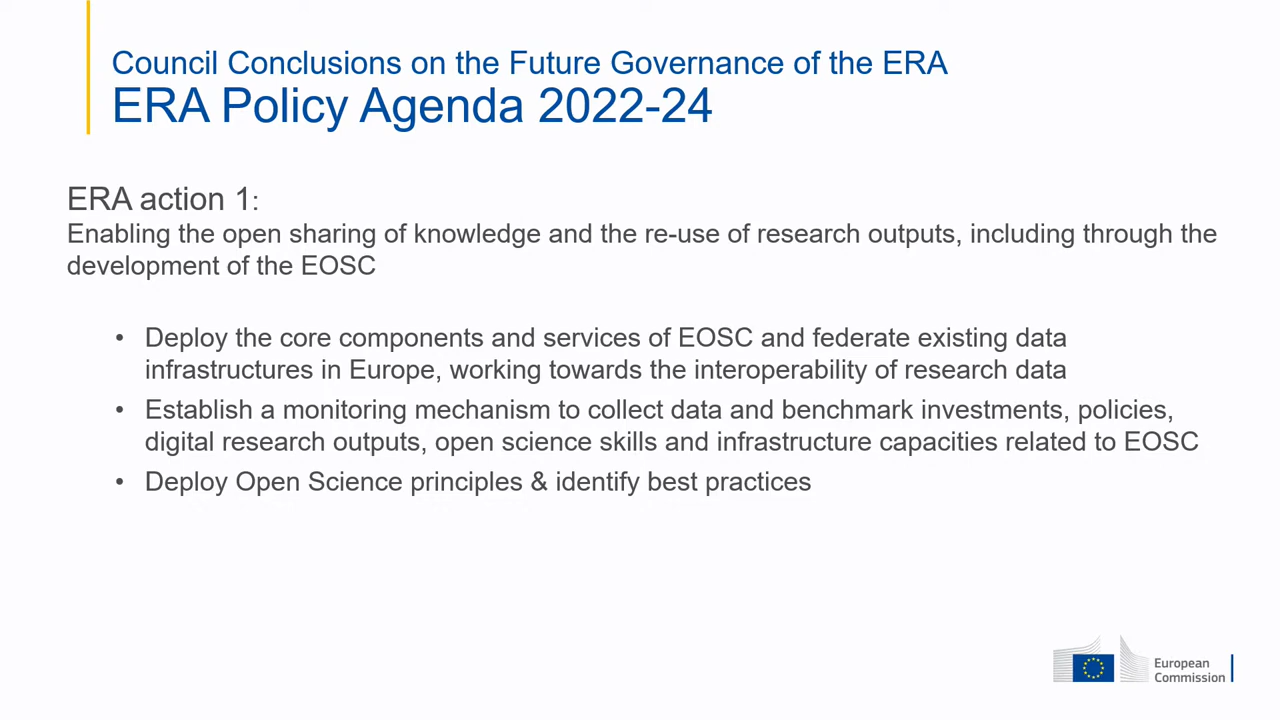 Council Conclusions on the Future Governance of the ERA
ERA Policy Agenda 2022-24
ERA action 1:
Enabling the open sharing of knowledge and the re-use of research outputs, including through the
development of the EOSC
• Deploy the core components and services of EOSC and federate existing data
infrastructures in Europe, working towards the interoperability of research data
• Establish a monitoring mechanism to collect data and benchmark investments, policies,
digital research outputs, open science skills and infrastructure capacities related to EOSC
• Deploy Open Science principles & identify best practices
European
Commission